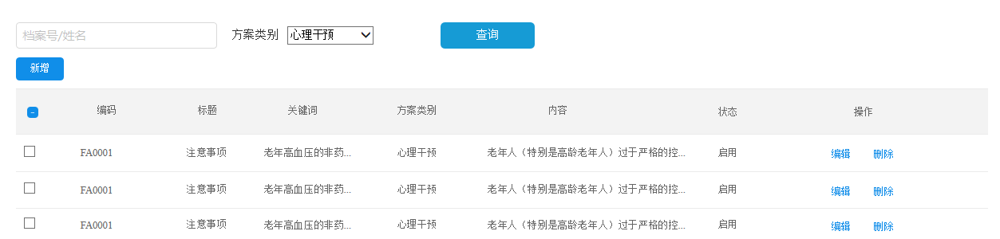 档案号/姓名 方案类别 心理干预 查询
新增
编码 标题 关键词 方案类别 内容 状态 操作
FA0001 注意事项 老年高血压的非药... 心理干预 老年人（特别是高龄老年人）过于严格的控... 启用 编辑 删除
FA0001 注意事项 老年高血压的非药... 心理干预 老年人（特别是高龄老年人）过于严格的控... 启用 编辑 删除
FA0001 注意事项 老年高血压的非药... 心理干预 老年人（特别是高龄老年人）过于严格的控... 启用 编辑 删除